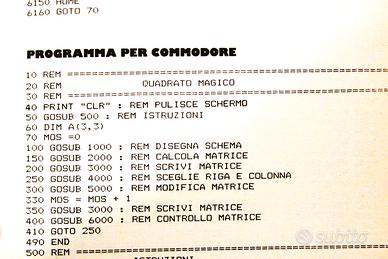 6150 HOME
6160 GOTO 70
PROGRAMMA PER COMMODORE
10 REM ================================
20 REM QUADRATO MAGICO
30 REM ================================
40 PRINT "CLR" : REM PULISCE SCHERMO
50 GOSUB 500 : REM ISTRUZIONI
60 DIM A(3,3)
70 MOS =0
100 GOSUB 1000 : REM DISEGNA SCHEMA
150 GOSUB 2000 : REM CALCOLA MATRICE
200 GOSUB 3000 : REM SCRIVI MATRICE
250 GOSUB 4000 : REM SCEGLIE RIGA E COLONNA
300 GOSUB 5000 : REM MODIFICA MATRICE
330 MOS = MOS + 1
350 GOSUB 3000 : REM SCRIVI MATRICE
400 GOSUB 6000 : REM CONTROLLO MATRICE
410 GOTO 250
490 END
500 REM ================================
ISTRUZIONI
subito